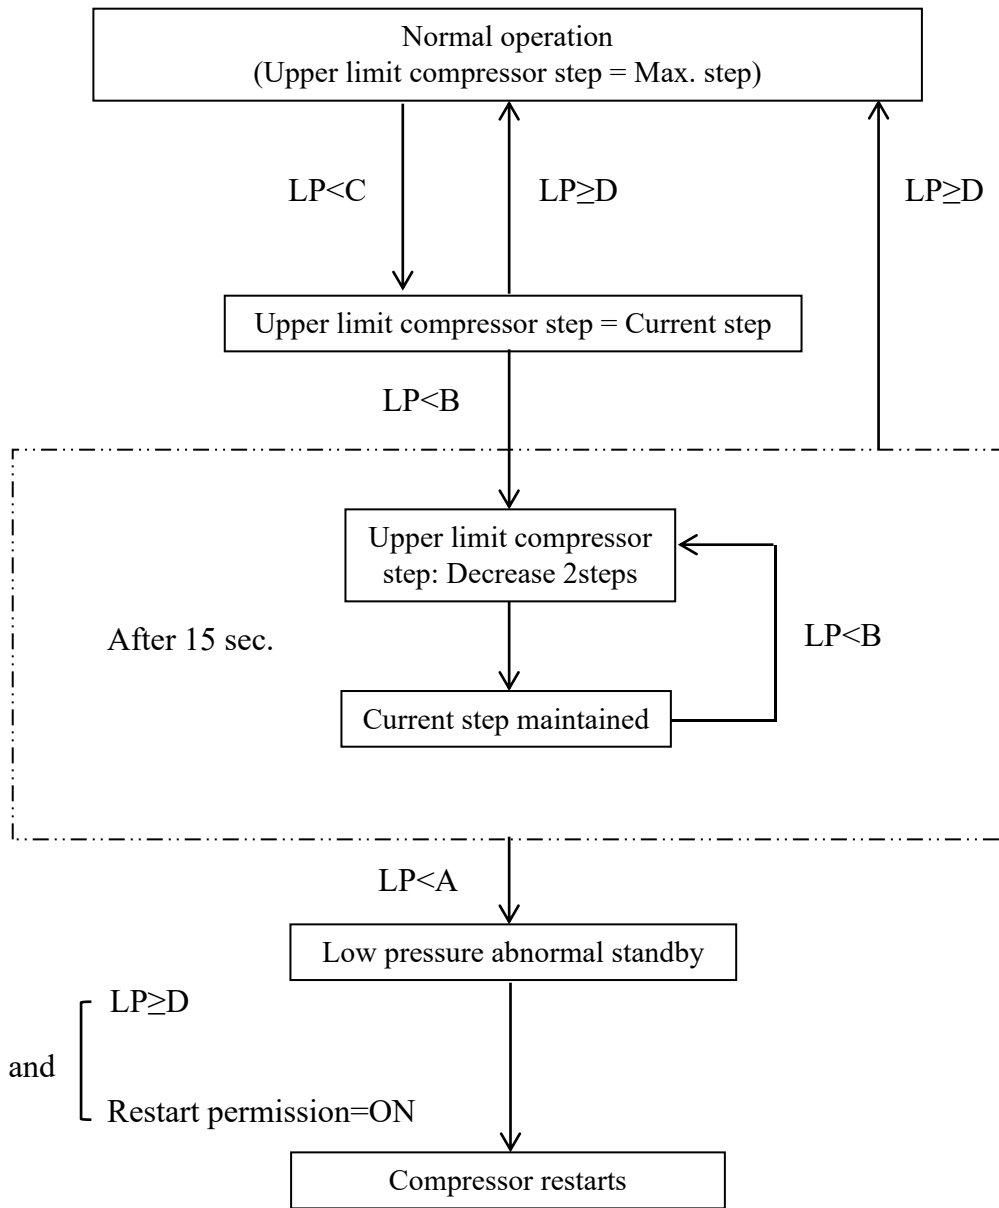 Normal operation
(Upper limit compressor step = Max. step)
LP<C
LP≥D
LP≥D
Upper limit compressor step = Current step
LP<B
Upper limit compressor
step: Decrease 2steps
After 15 sec.
LP<B
Current step maintained
LP<A
Low pressure abnormal standby
LP≥D
and
Restart permission=ON
Compressor restarts